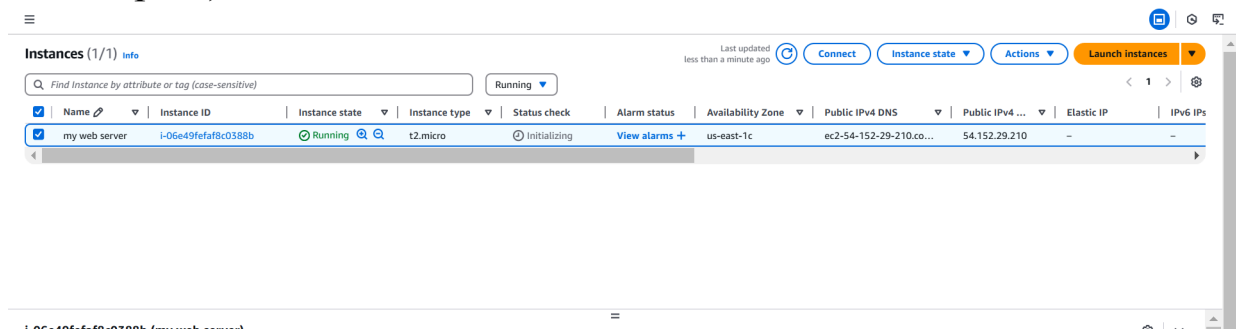 Instances (1/1) Info
Last updated
less than a minute ago
Connect Instance state Actions Launch instances
Find Instance by attribute or tag (case-sensitive)
Running
1
Name Instance ID Instance state Instance type Status check Alarm status Availability Zone Public IPv4 DNS Public IPv4 ... Elastic IP IPv6 IPs
my web server i-06e49fefaf8c0388b Running t2.micro Initializing View alarms + us-east-1c ec2-54-152-29-210.co... 54.152.29.210 – –